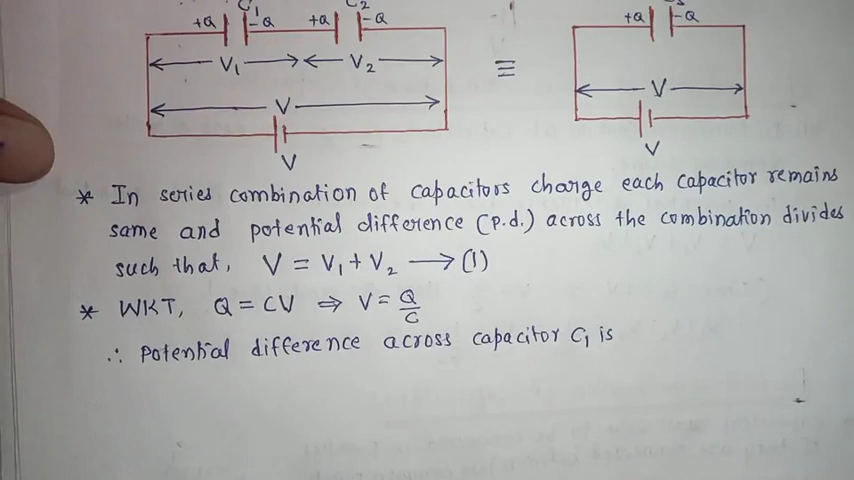 +Q C1 -Q +Q C2 -Q
V1 V2
V
V
≡
+Q -Q
V
V
* In series combination of capacitors charge each capacitor remains
same and potential difference (p.d.) across the combination divides
such that, V = V1 + V2 ⟶ (1)
* WKT, Q = CV ⇒ V = Q/C
∴ Potential difference across capacitor C1 is